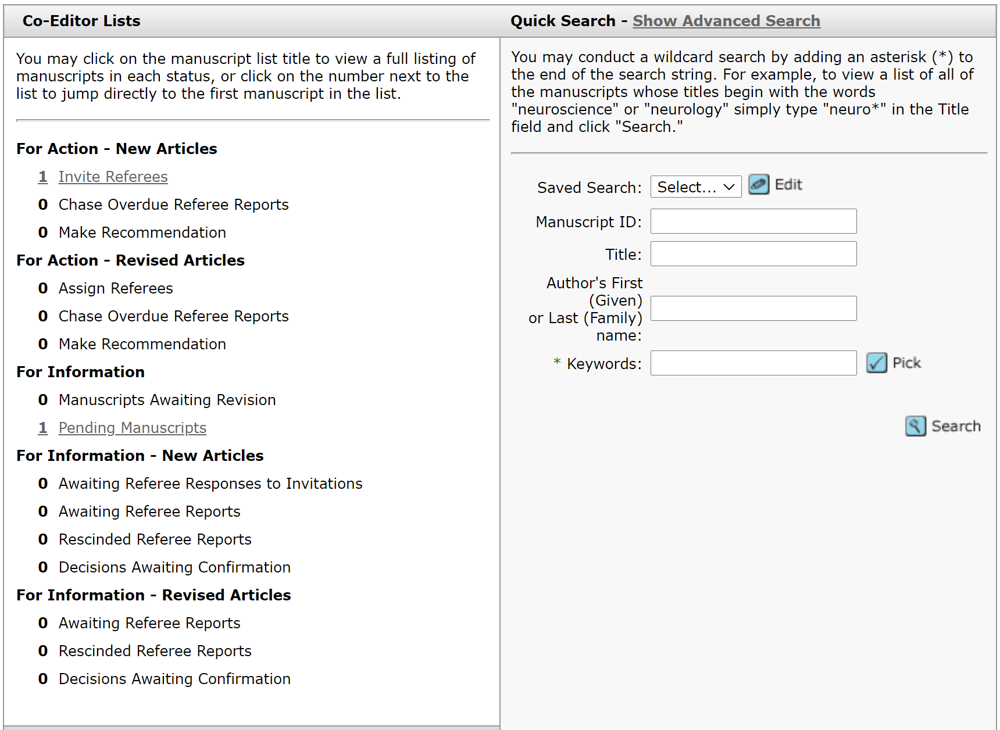 Co-Editor Lists
You may click on the manuscript list title to view a full listing of
manuscripts in each status, or click on the number next to the
list to jump directly to the first manuscript in the list.
For Action - New Articles
1 Invite Referees
0 Chase Overdue Referee Reports
0 Make Recommendation
For Action - Revised Articles
0 Assign Referees
0 Chase Overdue Referee Reports
0 Make Recommendation
For Information
0 Manuscripts Awaiting Revision
1 Pending Manuscripts
For Information - New Articles
0 Awaiting Referee Responses to Invitations
0 Awaiting Referee Reports
0 Rescinded Referee Reports
0 Decisions Awaiting Confirmation
For Information - Revised Articles
0 Awaiting Referee Reports
0 Rescinded Referee Reports
0 Decisions Awaiting Confirmation
Quick Search - Show Advanced Search
You may conduct a wildcard search by adding an asterisk (*) to
the end of the search string. For example, to view a list of all of
the manuscripts whose titles begin with the words
"neuroscience" or "neurology" simply type "neuro*" in the Title
field and click "Search."
Saved Search: Select... Edit
Manuscript ID:
Title:
Author's First
(Given)
or Last (Family)
name:
* Keywords: Pick
Search